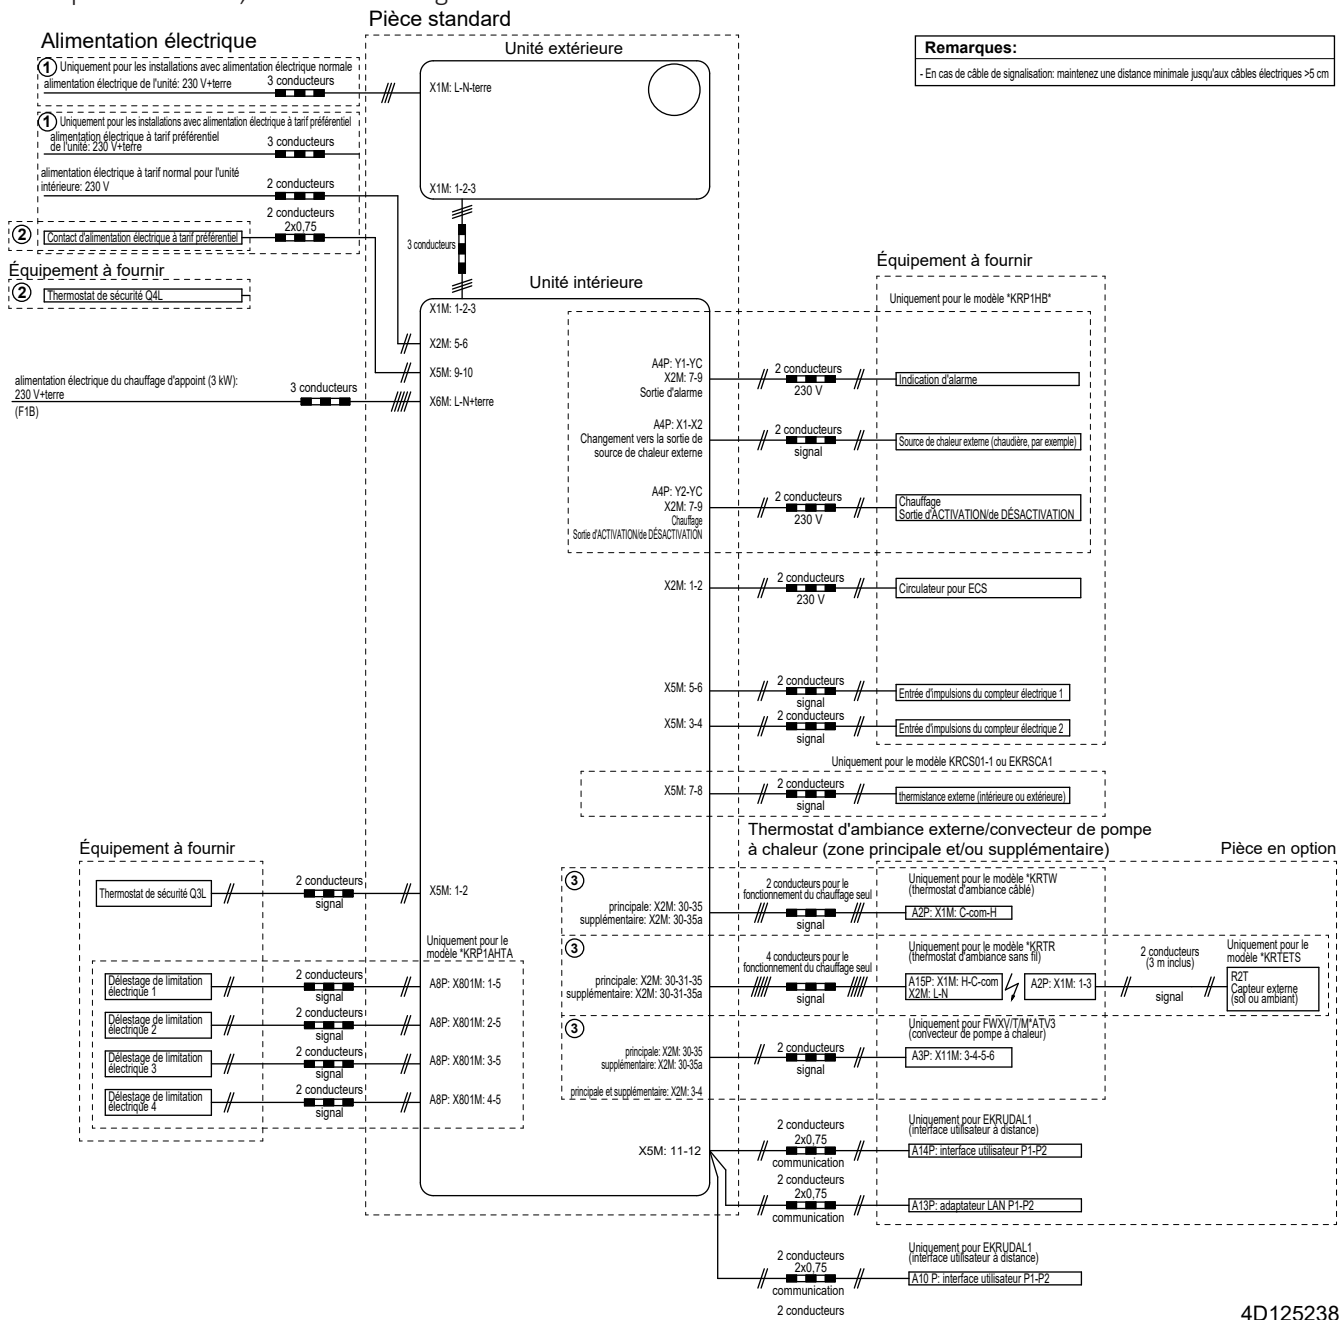 Pièce standard
Alimentation électrique
Unité extérieure
Remarques:
- En cas de câble de signalisation: maintenez une distance minimale jusqu'aux câbles électriques >5 cm
1 Uniquement pour les installations avec alimentation électrique normale
alimentation électrique de l'unité: 230 V+terre
3 conducteurs
X1M: L-N-terre
1 Uniquement pour les installations avec alimentation électrique à tarif préférentiel
alimentation électrique à tarif préférentiel
de l'unité: 230 V+terre
3 conducteurs
alimentation électrique à tarif normal pour l'unité
intérieure: 230 V
2 conducteurs
X1M: 1-2-3
2 conducteurs
2x0,75
2 Contact d'alimentation électrique à tarif préférentiel
3 conducteurs
Équipement à fournir
2 Thermostat de sécurité Q4L
Unité intérieure
Équipement à fournir
Uniquement pour le modèle *KRP1HB*
X1M: 1-2-3
X2M: 5-6
X5M: 9-10
alimentation électrique du chauffage d'appoint (3 kW):
230 V+terre
(F1B)
3 conducteurs
X6M: L-N+terre
A4P: Y1-YC
X2M: 7-9
Sortie d'alarme
2 conducteurs
230 V
Indication d'alarme
A4P: X1-X2
Changement vers la sortie de
source de chaleur externe
2 conducteurs
signal
Source de chaleur externe (chaudière, par exemple)
A4P: Y2-YC
X2M: 7-9
Chauffage
Sortie d'ACTIVATION/de DÉSACTIVATION
2 conducteurs
230 V
Chauffage
Sortie d'ACTIVATION/de DÉSACTIVATION
X2M: 1-2
2 conducteurs
230 V
Circulateur pour ECS
X5M: 5-6
2 conducteurs
signal
Entrée d'impulsions du compteur électrique 1
X5M: 3-4
2 conducteurs
signal
Entrée d'impulsions du compteur électrique 2
Uniquement pour le modèle KRCS01-1 ou EKRSCA1
X5M: 7-8
2 conducteurs
signal
thermistance externe (intérieure ou extérieure)
Thermostat d'ambiance externe/convecteur de pompe
à chaleur (zone principale et/ou supplémentaire)
Pièce en option
Équipement à fournir
Thermostat de sécurité Q3L
2 conducteurs
signal
X5M: 1-2
3
principale: X2M: 30-35
supplémentaire: X2M: 30-35a
2 conducteurs pour le
fonctionnement du chauffage seul
signal
Uniquement pour le modèle *KRTW
(thermostat d'ambiance câblé)
A2P: X1M: C-com-H
3
principale: X2M: 30-31-35
supplémentaire: X2M: 30-31-35a
4 conducteurs pour le
fonctionnement du chauffage seul
signal
Uniquement pour le modèle *KRTR
(thermostat d'ambiance sans fil)
A15P: X1M: H-C-com
X2M: L-N
A2P: X1M: 1-3
2 conducteurs
(3 m inclus)
signal
Uniquement pour le
modèle *KRTETS
R2T
Capteur externe
(sol ou ambiant)
Uniquement pour le
modèle *KRP1AHTA
Délestage de limitation
électrique 1
2 conducteurs
signal
A8P: X801M: 1-5
Délestage de limitation
électrique 2
2 conducteurs
signal
A8P: X801M: 2-5
Délestage de limitation
électrique 3
2 conducteurs
signal
A8P: X801M: 3-5
Délestage de limitation
électrique 4
2 conducteurs
signal
A8P: X801M: 4-5
3
principale: X2M: 30-35
supplémentaire: X2M: 30-35a
principale et supplémentaire: X2M: 3-4
2 conducteurs
signal
Uniquement pour FWXV/T/M*ATV3
(convecteur de pompe à chaleur)
A3P: X11M: 3-4-5-6
X5M: 11-12
2 conducteurs
2x0,75
communication
Uniquement pour EKRUDAL1
(interface utilisateur à distance)
A14P: interface utilisateur P1-P2
2 conducteurs
2x0,75
communication
A13P: adaptateur LAN P1-P2
2 conducteurs
2x0,75
communication
Uniquement pour EKRUDAL1
(interface utilisateur à distance)
A10 P: interface utilisateur P1-P2
2 conducteurs
4D125238